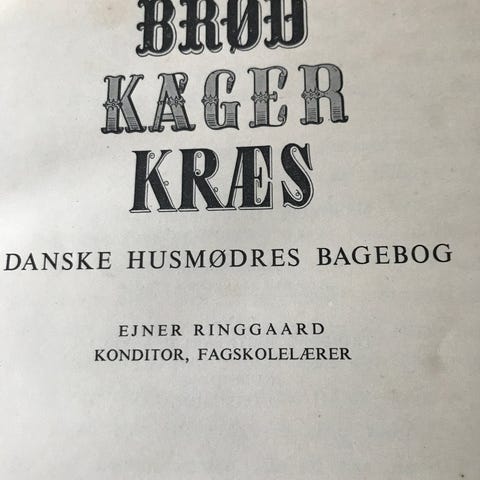 BRØD
KAGER
KRÆS
DANSKE HUSMØDRES BAGEBOG
EJNER RINGGAARD
KONDITOR, FAGSKOLELÆRER